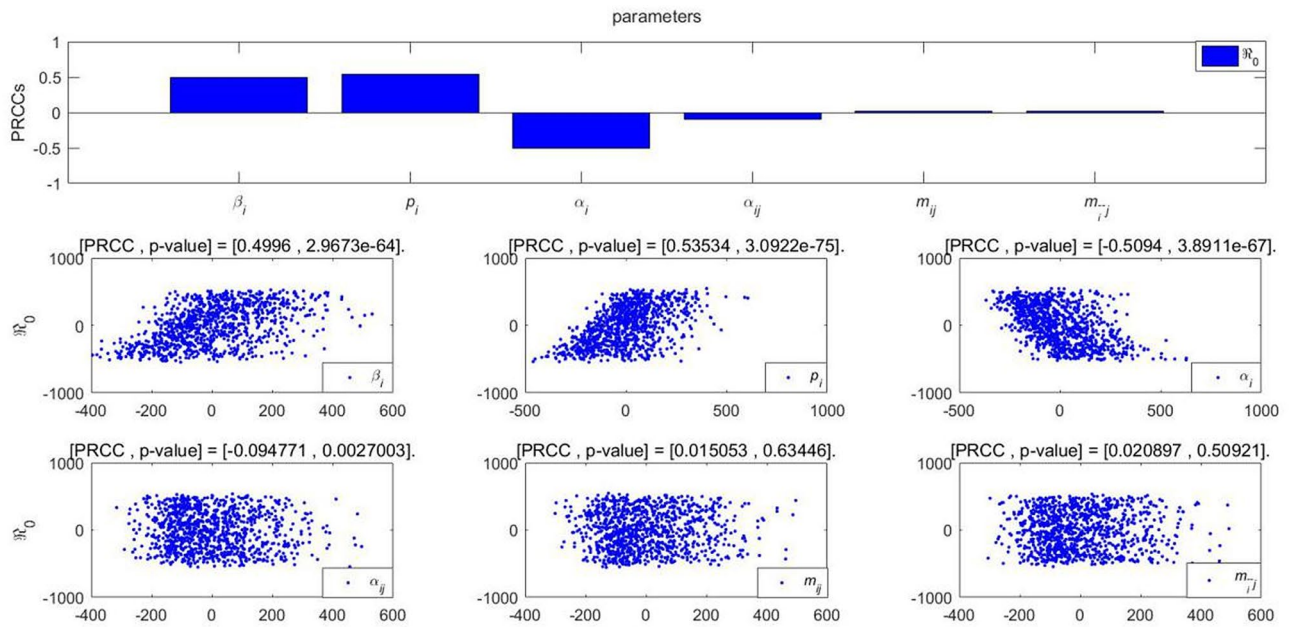 parameters
1
0.5
0
-0.5
-1
PRCCs
ℜ0
βi pi αi αij mij mĩj
[PRCC , p-value] = [0.4996 , 2.9673e-64].
[PRCC , p-value] = [0.53534 , 3.0922e-75].
[PRCC , p-value] = [-0.5094 , 3.8911e-67].
1000 1000 1000
ℜ0 0 0 0
-1000 -1000 -1000
βi pi αi
-400 -200 0 200 400 600
-500 0 500 1000
-500 0 500 1000
[PRCC , p-value] = [-0.094771 , 0.0027003].
[PRCC , p-value] = [0.015053 , 0.63446].
[PRCC , p-value] = [0.020897 , 0.50921].
1000 1000 1000
ℜ0 0 0 0
-1000 -1000 -1000
αij mij mĩj
-400 -200 0 200 400 600
-400 -200 0 200 400 600
-400 -200 0 200 400 600